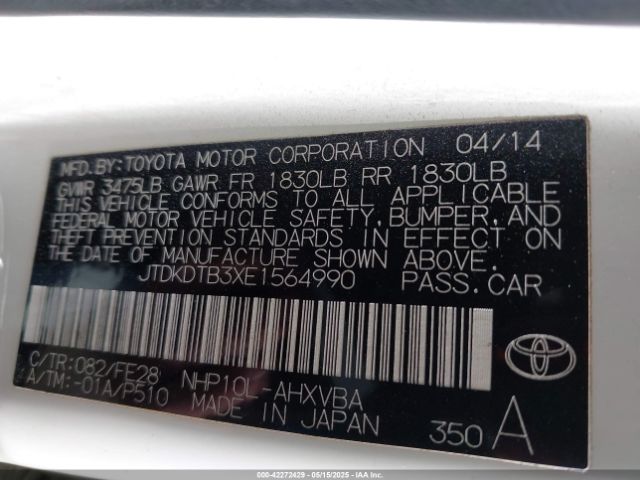 MFD.BY:TOYOTA MOTOR CORPORATION 04/14
GVWR 3475LB GAWR FR 1830LB RR 1830LB
THIS VEHICLE CONFORMS TO ALL APPLICABLE
FEDERAL MOTOR VEHICLE SAFETY,BUMPER,AND
THEFT PREVENTION STANDARDS IN EFFECT ON
THE DATE OF MANUFACTURE SHOWN ABOVE.
JTDKDTB3XE1564990 PASS.CAR
C/TR:082/FE28 NHP10L-AHXVBA
A/TM:-01A/P510 MADE IN JAPAN 350 A
000-42272429 - 05/15/2025 - IAAI.COM